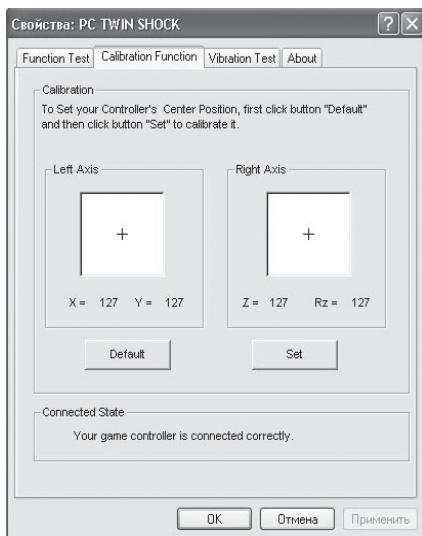 Свойства: PC TWIN SHOCK
Function Test Calibration Function Vibration Test About
Calibration
To Set your Controller's Center Position, first click button "Default"
and then click button "Set" to calibrate it.
Left Axis Right Axis
X = 127 Y = 127 Z = 127 Rz = 127
Default Set
Connected State
Your game controller is connected correctly.
OK Отмена Применить